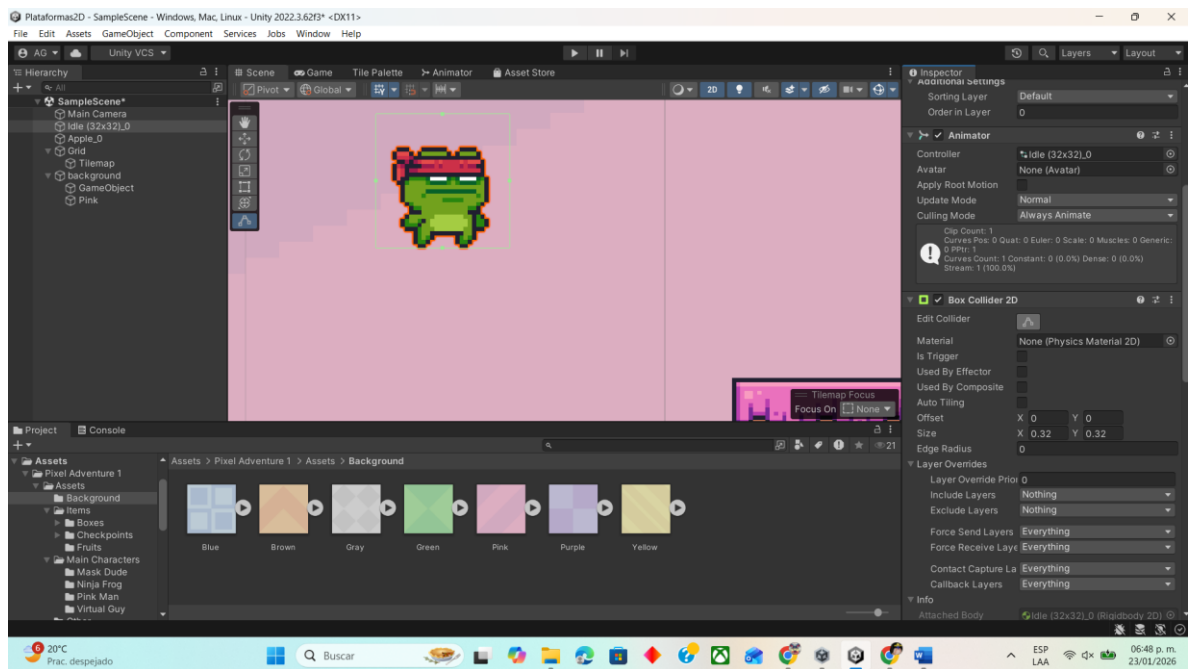 Plataformas2D - SampleScene - Windows, Mac, Linux - Unity 2022.3.62f3* <DX11>
File Edit Assets GameObject Component Services Jobs Window Help
AG Unity VCS Layers Layout
Hierarchy
All
SampleScene*
Main Camera
Idle (32x32)_0
Apple_0
Grid
Tilemap
background
GameObject
Pink
Scene Game Tile Palette Animator Asset Store
Pivot Global 2D
Tilemap Focus
Focus On None
Inspector
Additional Settings
Sorting Layer Default
Order in Layer 0
Animator
Controller Idle (32x32)_0
Avatar None (Avatar)
Apply Root Motion
Update Mode Normal
Culling Mode Always Animate
Clip Count: 1
Curves Pos: 0 Quat: 0 Euler: 0 Scale: 0 Muscles: 0 Generic:
0 PPtr: 1
Curves Count: 1 Constant: 0 (0.0%) Dense: 0 (0.0%)
Stream: 1 (100.0%)
Box Collider 2D
Edit Collider
Material None (Physics Material 2D)
Is Trigger
Used By Effector
Used By Composite
Auto Tiling
Offset X 0 Y 0
Size X 0.32 Y 0.32
Edge Radius 0
Layer Overrides
Layer Override Prior 0
Include Layers Nothing
Exclude Layers Nothing
Force Send Layers Everything
Force Receive Laye Everything
Contact Capture La Everything
Callback Layers Everything
Info
Attached Body Idle (32x32)_0 (Rigidbody 2D)
Project Console
21
Assets
Pixel Adventure 1
Assets
Background
Items
Boxes
Checkpoints
Fruits
Main Characters
Mask Dude
Ninja Frog
Pink Man
Virtual Guy
Assets > Pixel Adventure 1 > Assets > Background
Blue Brown Gray Green Pink Purple Yellow
6 20°C
Prac. despejado
Buscar
ESP
LAA
06:48 p. m.
23/01/2026